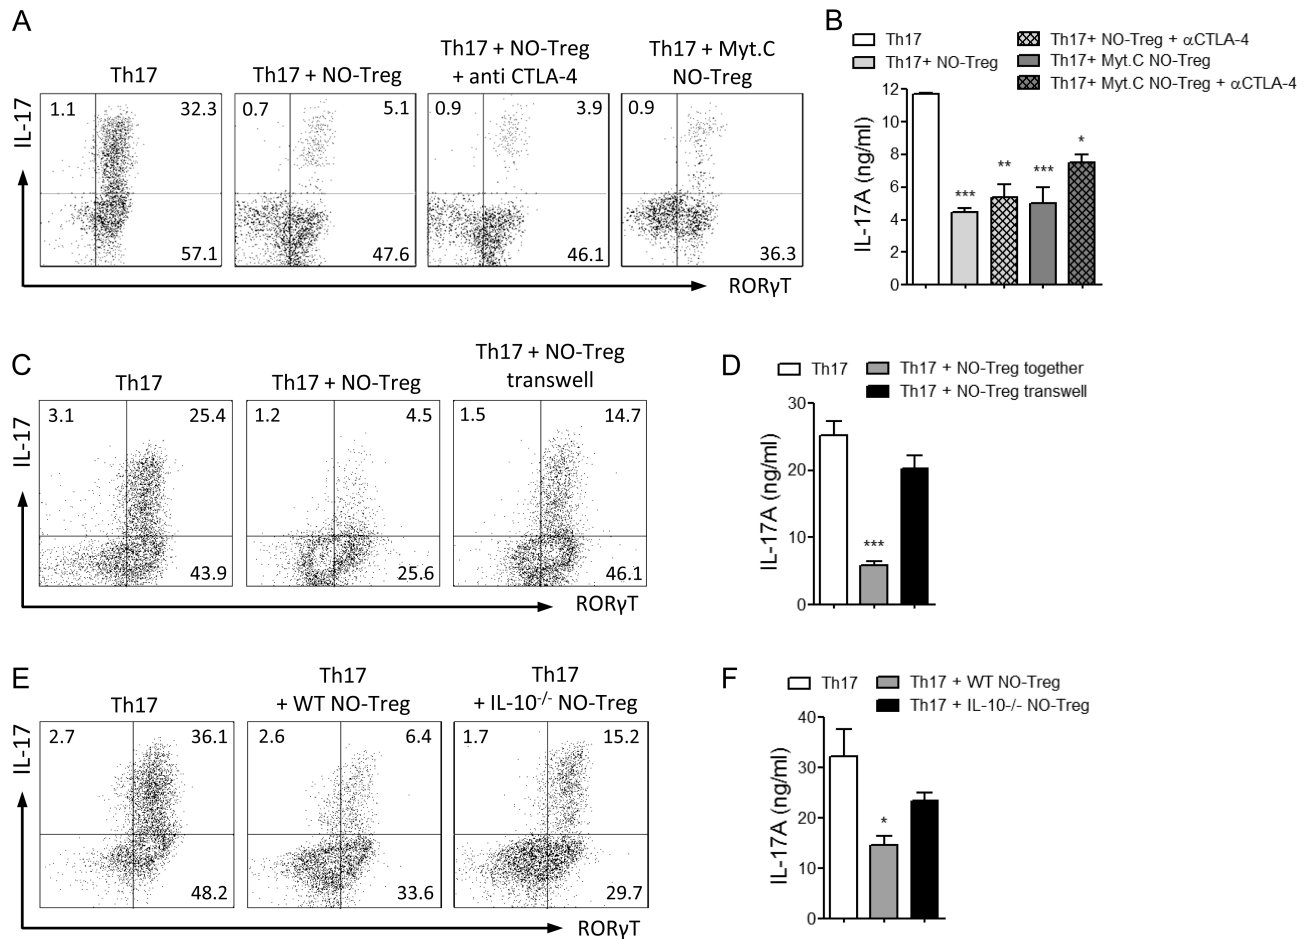 A
Th17
Th17 + NO-Treg
Th17 + NO-Treg
+ anti CTLA-4
Th17 + Myt.C
NO-Treg
IL-17
1.1
32.3
57.1
0.7
5.1
47.6
0.9
3.9
46.1
0.9
36.3
RORγT
B
Th17
Th17+ NO-Treg
Th17+ NO-Treg + αCTLA-4
Th17+ Myt.C NO-Treg
Th17+ Myt.C NO-Treg + αCTLA-4
IL-17A (ng/ml)
12
10
8
6
4
2
0
***
**
***
*
C
Th17
Th17 + NO-Treg
Th17 + NO-Treg
transwell
IL-17
3.1
25.4
43.9
1.2
4.5
25.6
1.5
14.7
46.1
RORγT
D
Th17
Th17 + NO-Treg together
Th17 + NO-Treg transwell
IL-17A (ng/ml)
30
20
10
0
***
E
Th17
Th17
+ WT NO-Treg
Th17
+ IL-10-/- NO-Treg
IL-17
2.7
36.1
48.2
2.6
6.4
33.6
1.7
15.2
29.7
RORγT
F
Th17
Th17 + WT NO-Treg
Th17 + IL-10-/- NO-Treg
IL-17A (ng/ml)
40
30
20
10
0
*